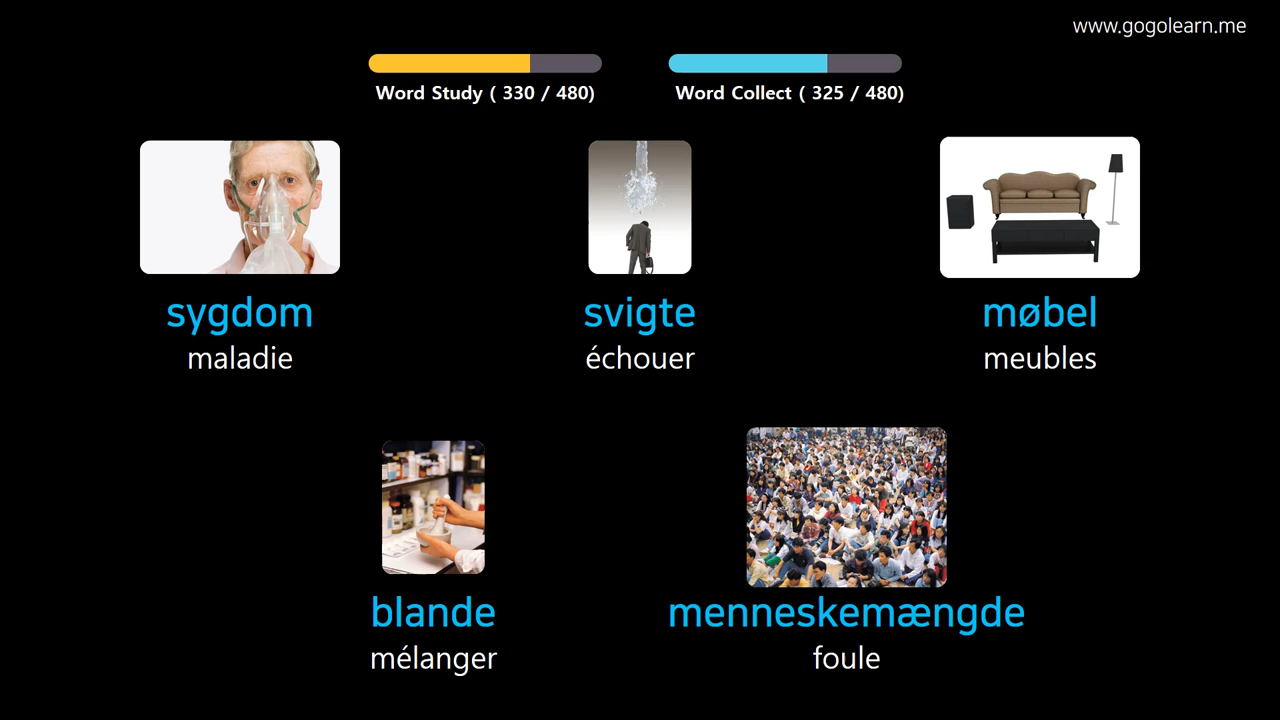 www.gogolearn.me
Word Study ( 330 / 480)
Word Collect ( 325 / 480)
sygdom
maladie
svigte
échouer
møbel
meubles
blande
mélanger
menneskemængde
foule